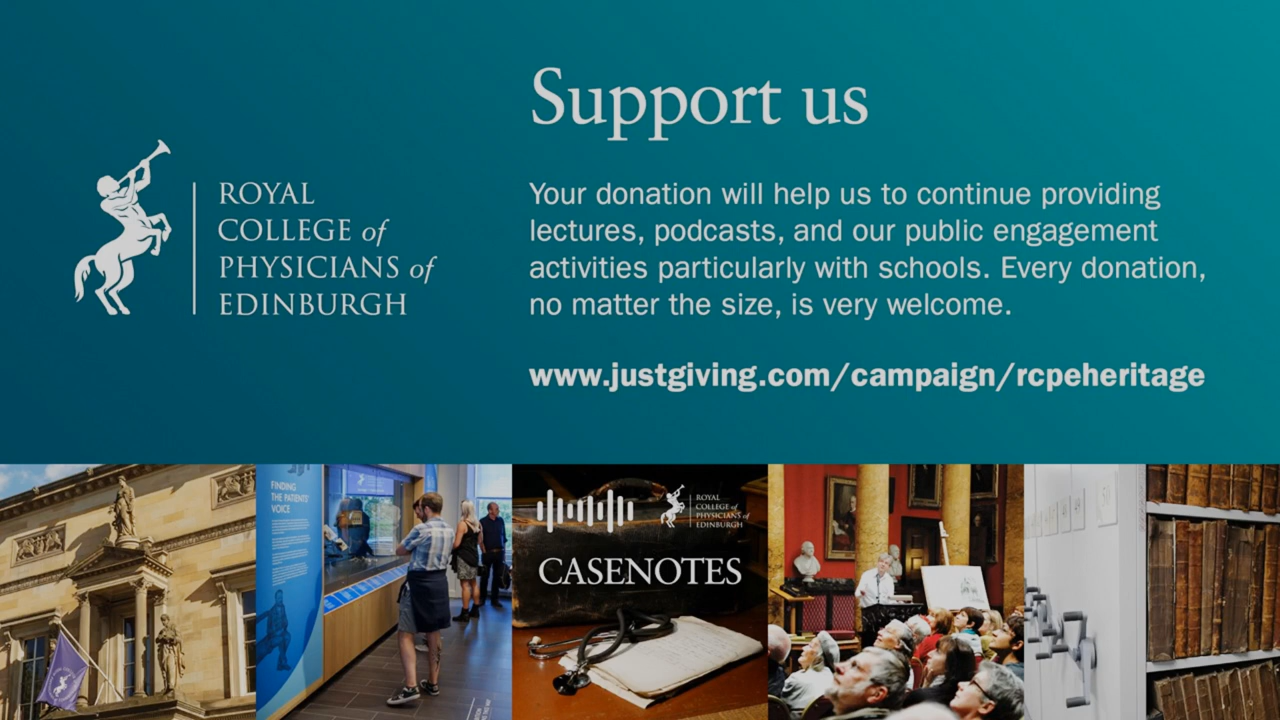 Support us
ROYAL
COLLEGE of
PHYSICIANS of
EDINBURGH
Your donation will help us to continue providing
lectures, podcasts, and our public engagement
activities particularly with schools. Every donation,
no matter the size, is very welcome.
www.justgiving.com/campaign/rcpeheritage
FINDING
THE PATIENTS'
VOICE
ROYAL
COLLEGE of
PHYSICIANS of
EDINBURGH
CASENOTES